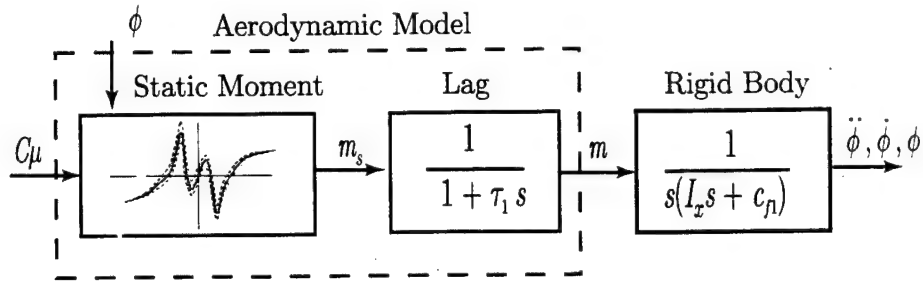 ϕ
Aerodynamic Model
Static Moment
Lag
Rigid Body
Cμ
m_s
1
1 + τ_1 s
m
1
s(I_x s + c_fl)
ϕ̈ , ϕ̇ , ϕ